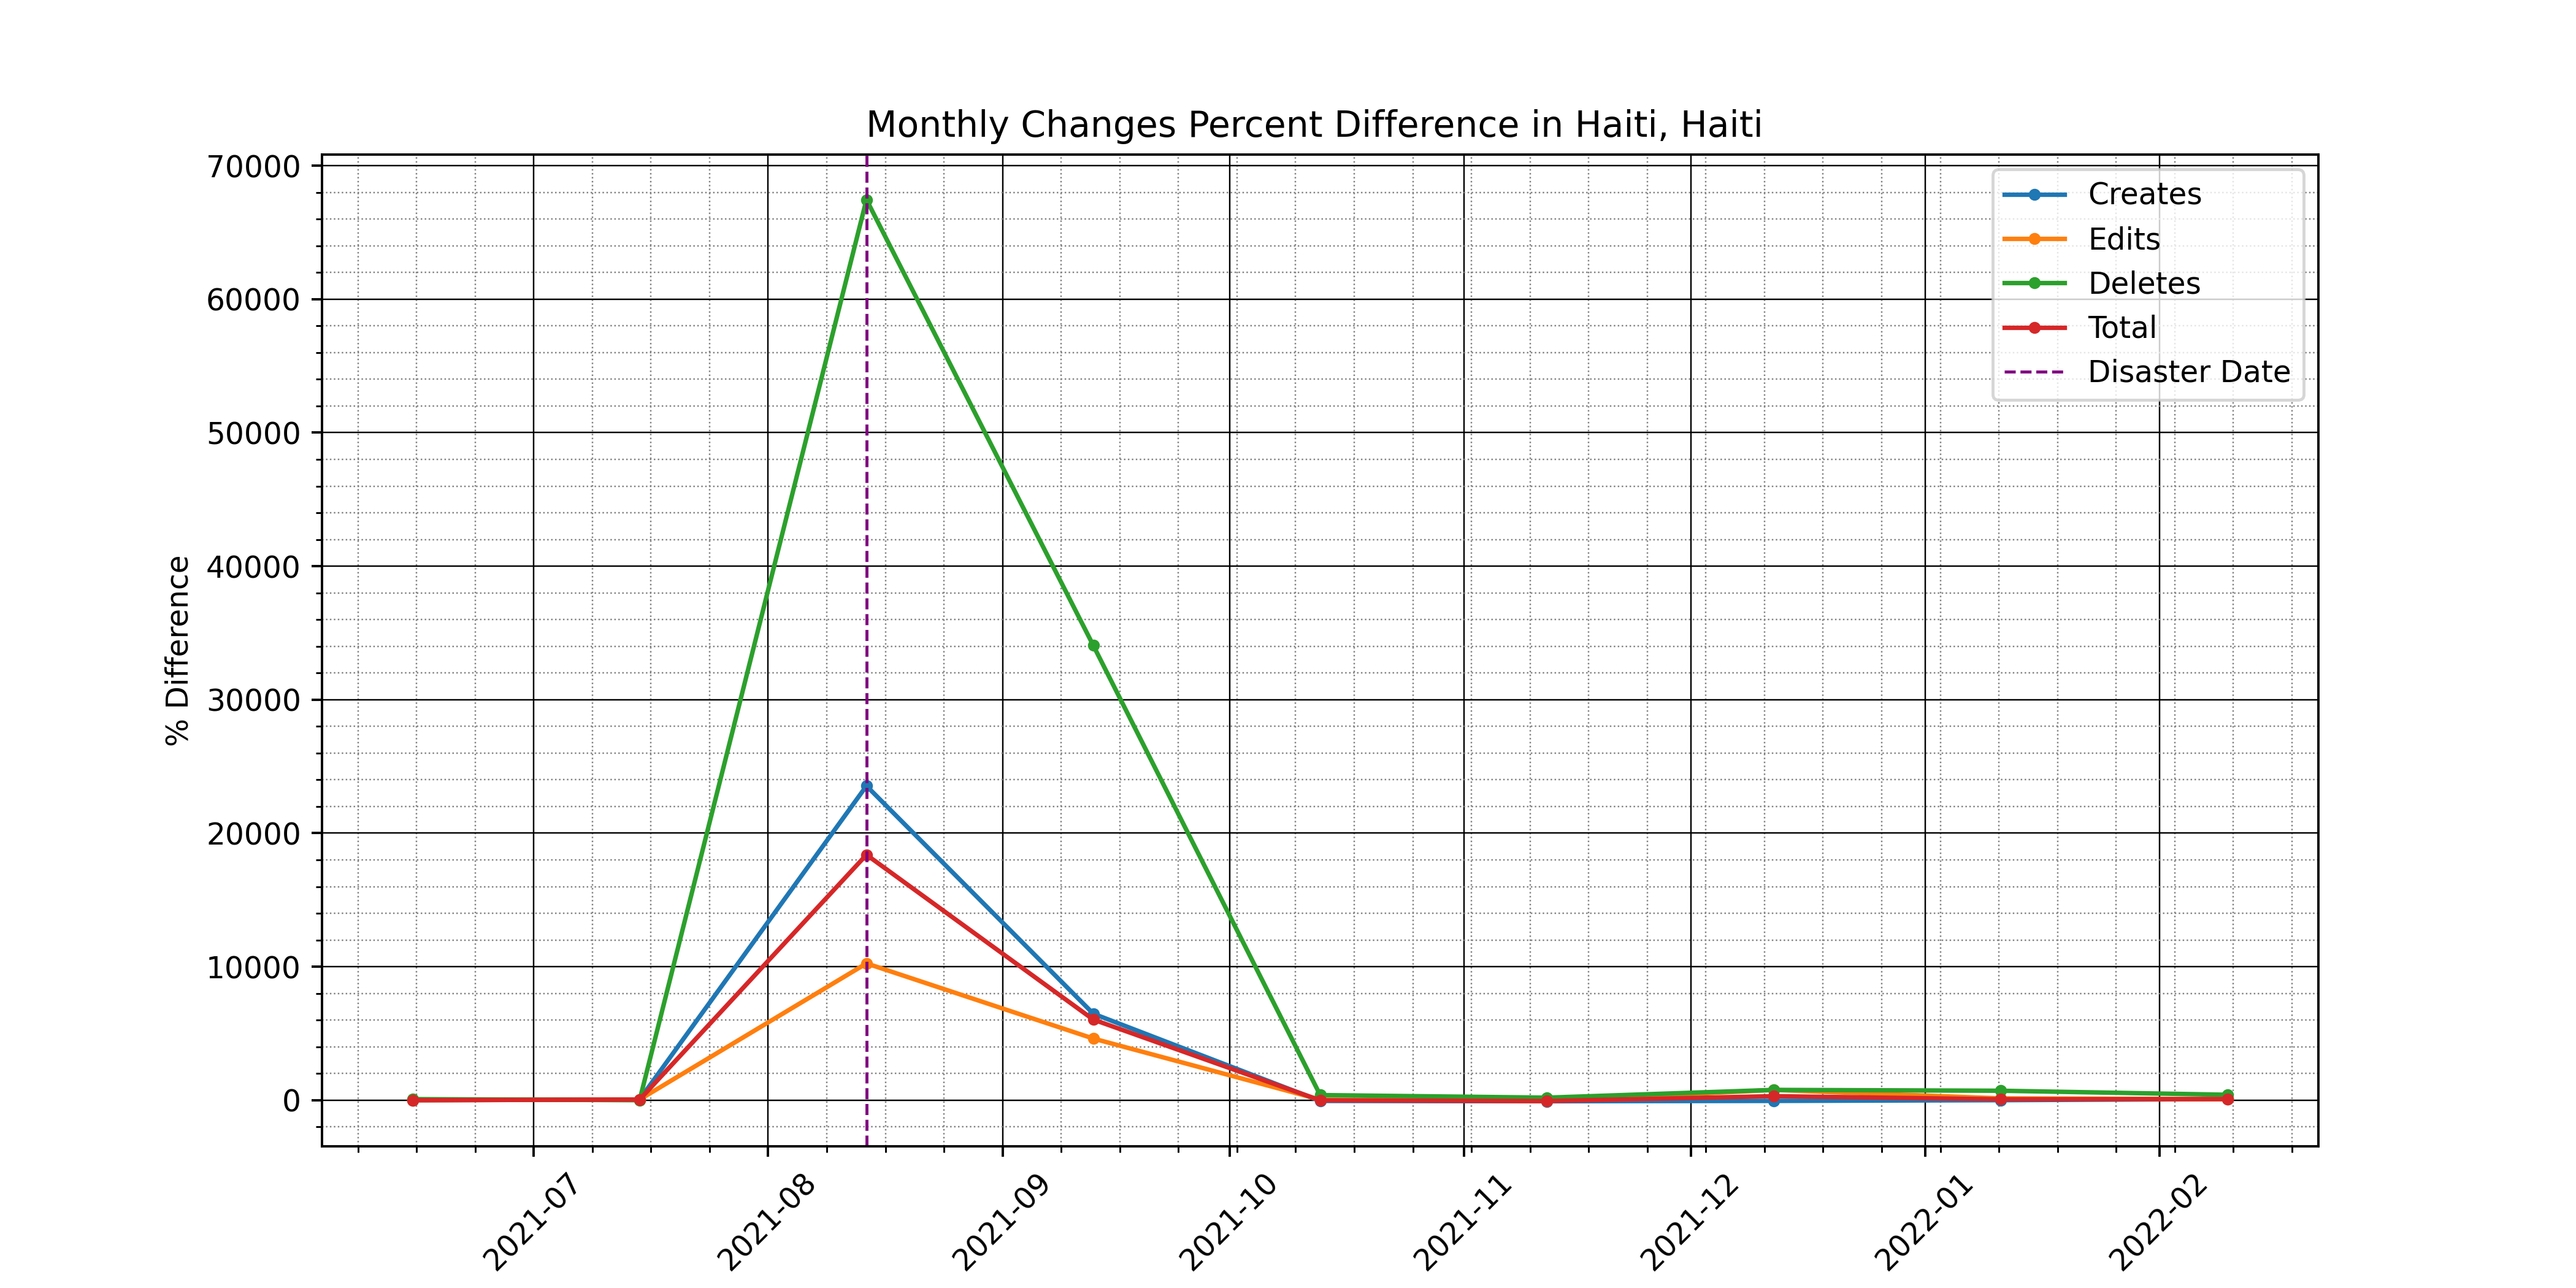 Monthly Changes Percent Difference in Haiti, Haiti
% Difference
70000
60000
50000
40000
30000
20000
10000
0
Creates
Edits
Deletes
Total
Disaster Date
2021-07
2021-08
2021-09
2021-10
2021-11
2021-12
2022-01
2022-02